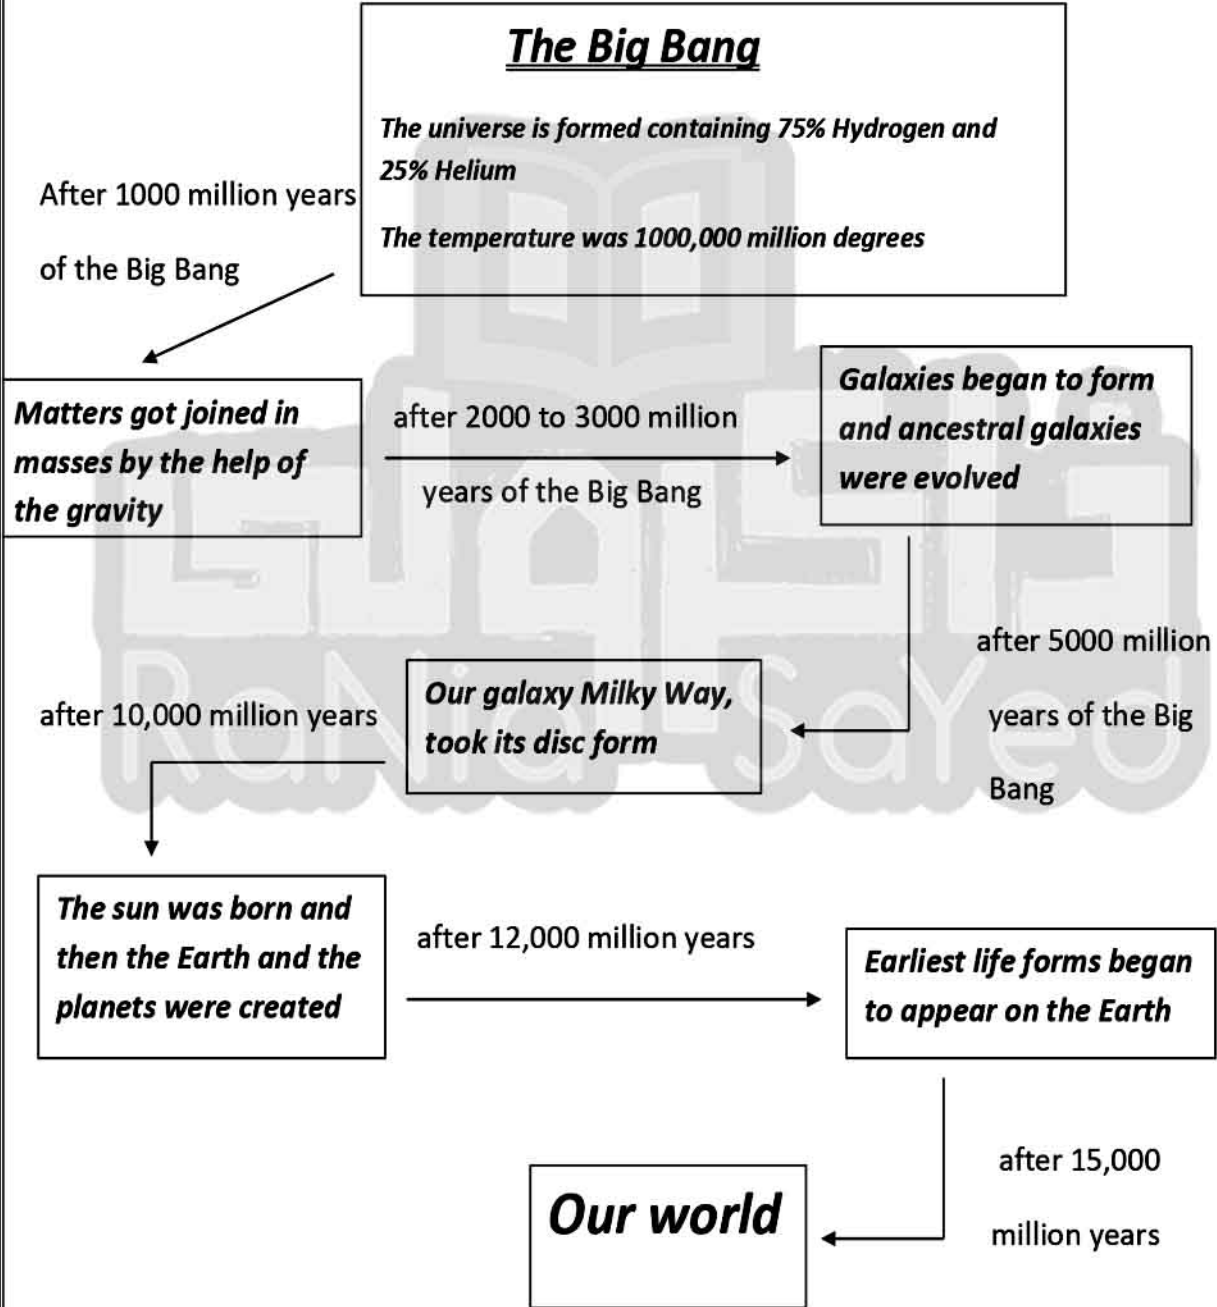 The Big Bang
The universe is formed containing 75% Hydrogen and
25% Helium
The temperature was 1000,000 million degrees
After 1000 million years
of the Big Bang
Matters got joined in
masses by the help of
the gravity
after 2000 to 3000 million
years of the Big Bang
Galaxies began to form
and ancestral galaxies
were evolved
after 5000 million
years of the Big
Bang
Our galaxy Milky Way,
took its disc form
after 10,000 million years
The sun was born and
then the Earth and the
planets were created
after 12,000 million years
Earliest life forms began
to appear on the Earth
after 15,000
million years
Our world
RaNia SaYed